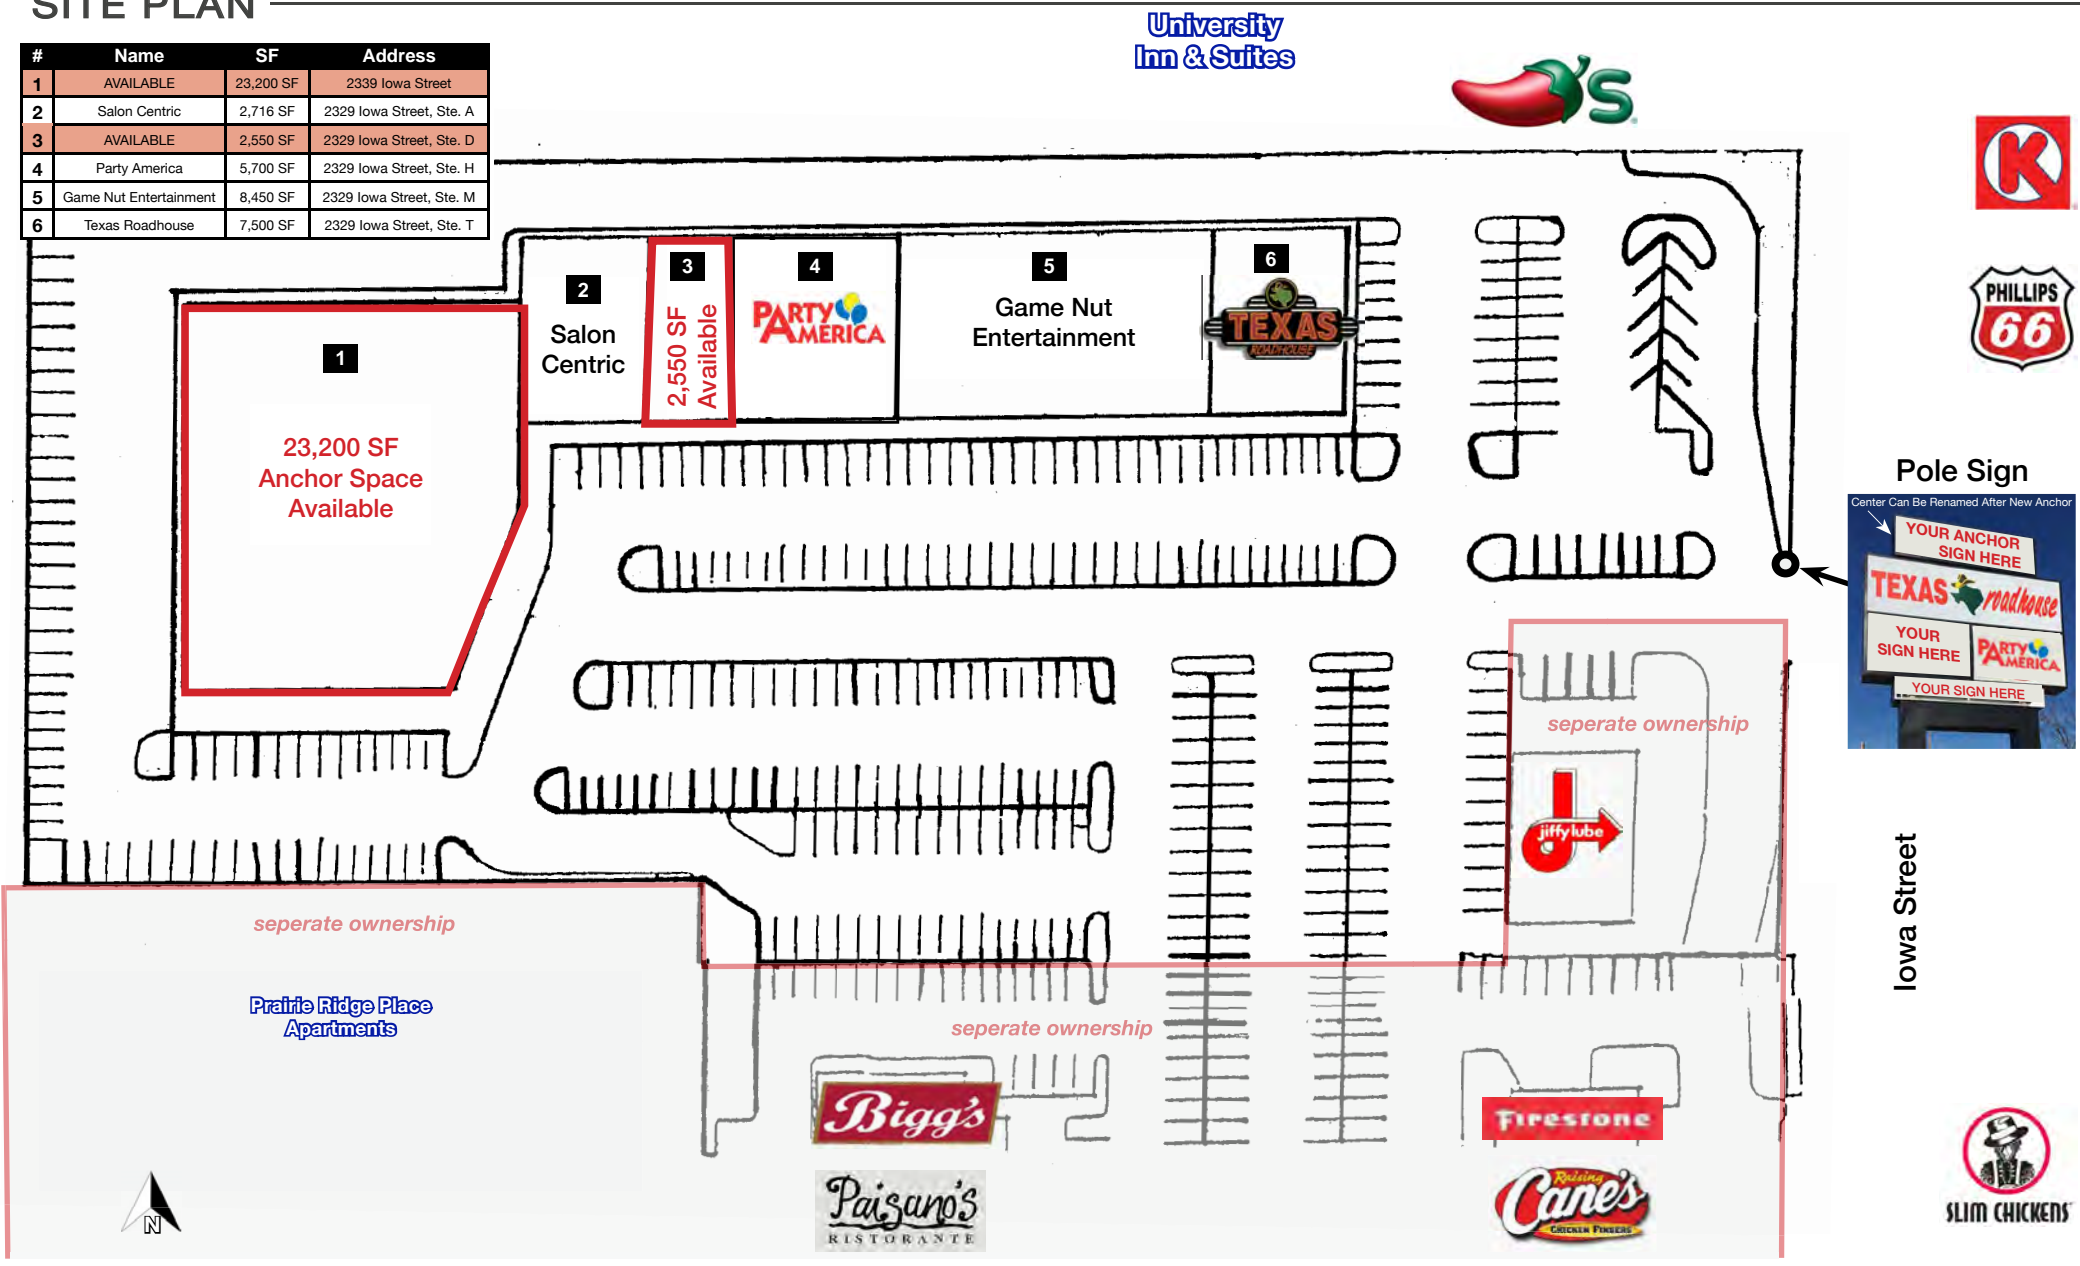 SITE PLAN
# Name SF Address
1 AVAILABLE 23,200 SF 2339 Iowa Street
2 Salon Centric 2,716 SF 2329 Iowa Street, Ste. A
3 AVAILABLE 2,550 SF 2329 Iowa Street, Ste. D
4 Party America 5,700 SF 2329 Iowa Street, Ste. H
5 Game Nut Entertainment 8,450 SF 2329 Iowa Street, Ste. M
6 Texas Roadhouse 7,500 SF 2329 Iowa Street, Ste. T
University
Inn & Suites
'S
K
PHILLIPS
66
1
23,200 SF
Anchor Space
Available
2
Salon
Centric
3
2,550 SF
Available
4
PARTY
AMERICA
5
Game Nut
Entertainment
6
TEXAS
ROADHOUSE
Pole Sign
Center Can Be Renamed After New Anchor
YOUR ANCHOR
SIGN HERE
TEXAS roadhouse
YOUR
SIGN HERE
PARTY
AMERICA
YOUR SIGN HERE
seperate ownership
jiffy lube
Iowa Street
seperate ownership
Prairie Ridge Place
Apartments
seperate ownership
Bigg's
Firestone
Paisano's
RISTORANTE
Raising
Cane's
CHICKEN FINGERS
SLIM CHICKENS
N